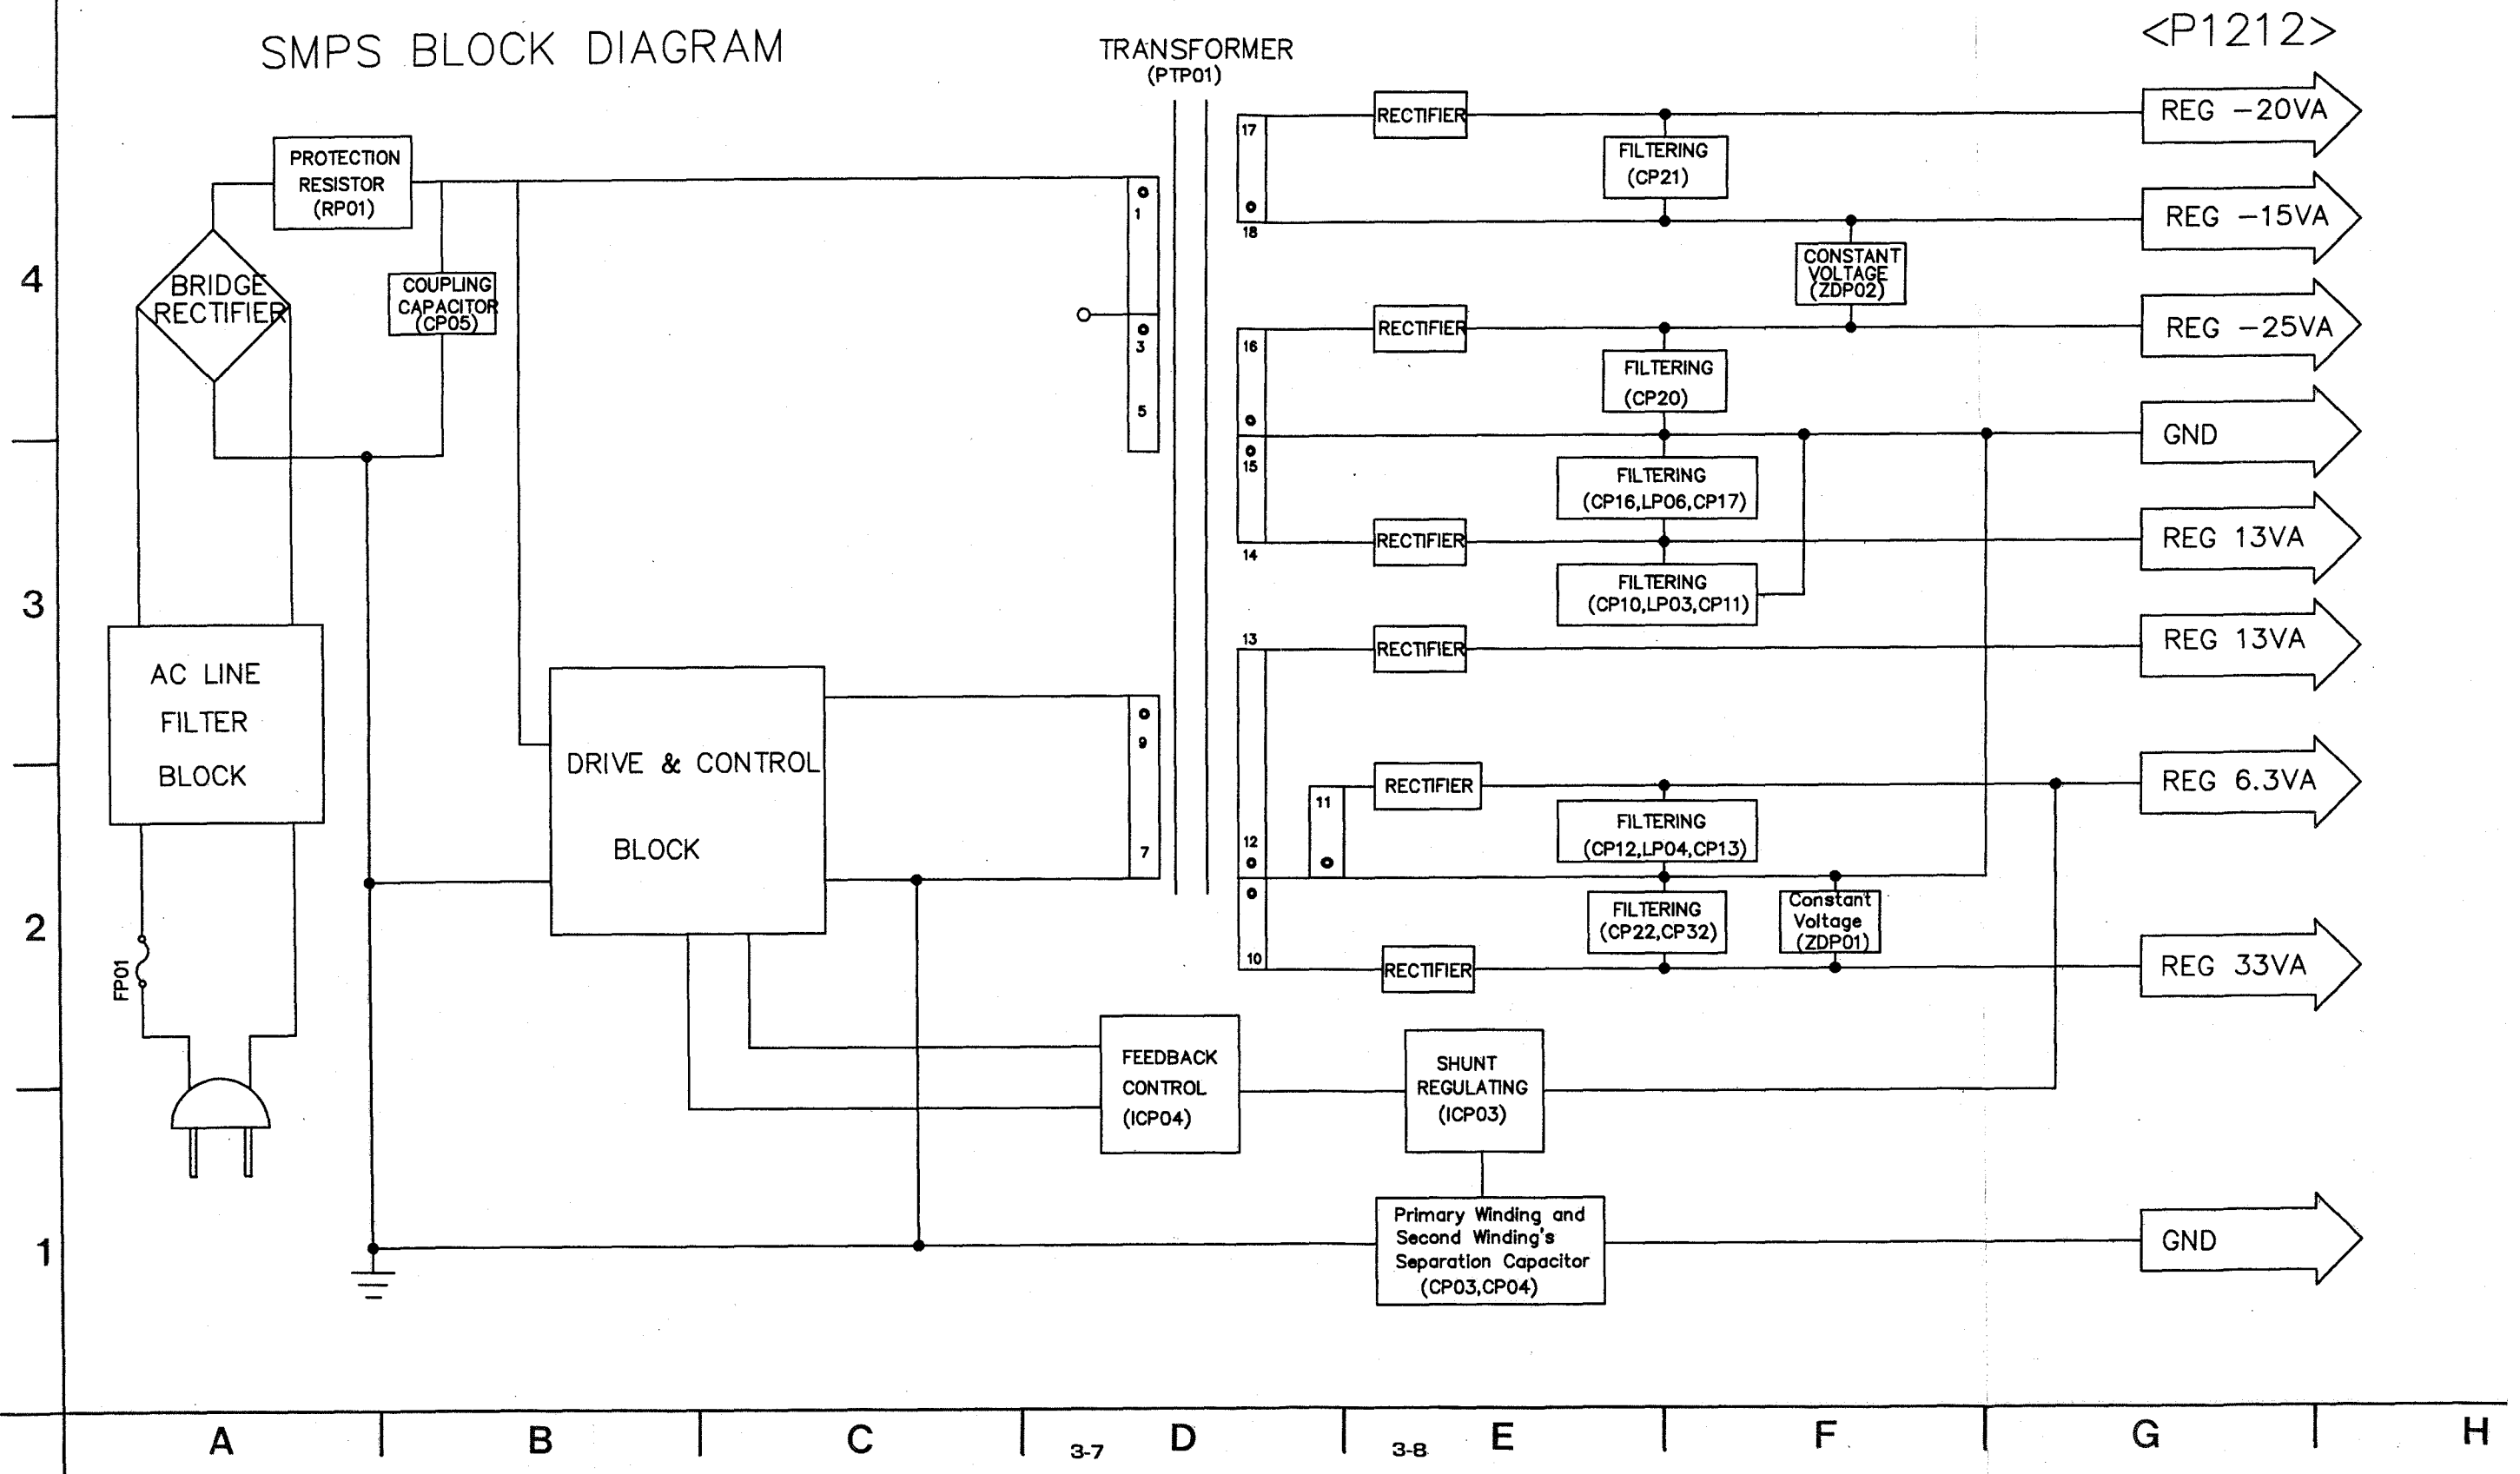 SMPS BLOCK DIAGRAM
TRANSFORMER
(PTP01)
<P1212>
PROTECTION
RESISTOR
(RP01)
BRIDGE
RECTIFIER
COUPLING
CAPACITOR
(CP05)
AC LINE
FILTER
BLOCK
FP01
DRIVE & CONTROL
BLOCK
1
3
5
9
7
17
18
16
15
14
13
12
11
10
RECTIFIER
FILTERING
(CP21)
CONSTANT
VOLTAGE
(ZDP02)
RECTIFIER
FILTERING
(CP20)
FILTERING
(CP16,LP06,CP17)
RECTIFIER
FILTERING
(CP10,LP03,CP11)
RECTIFIER
RECTIFIER
FILTERING
(CP12,LP04,CP13)
FILTERING
(CP22,CP32)
Constant
Voltage
(ZDP01)
RECTIFIER
FEEDBACK
CONTROL
(ICP04)
SHUNT
REGULATING
(ICP03)
Primary Winding and
Second Winding's
Separation Capacitor
(CP03,CP04)
REG -20VA
REG -15VA
REG -25VA
GND
REG 13VA
REG 13VA
REG 6.3VA
REG 33VA
GND
4
3
2
1
A
B
C
3-7
D
3-8
E
F
G
H